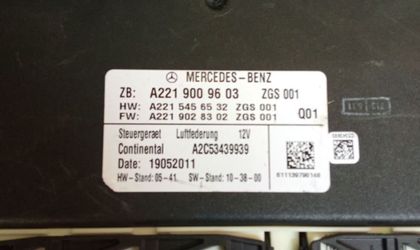 MERCEDES-BENZ
ZB: A221 900 96 03 ZGS 001
HW: A221 545 65 32 ZGS 001
FW: A221 902 83 02 ZGS 001 Q01
Steuergeraet Luftfederung 12V
Continental A2C53439939
Date: 19052011
HW-Stand: 05-41 SW-Stand: 10-38-00